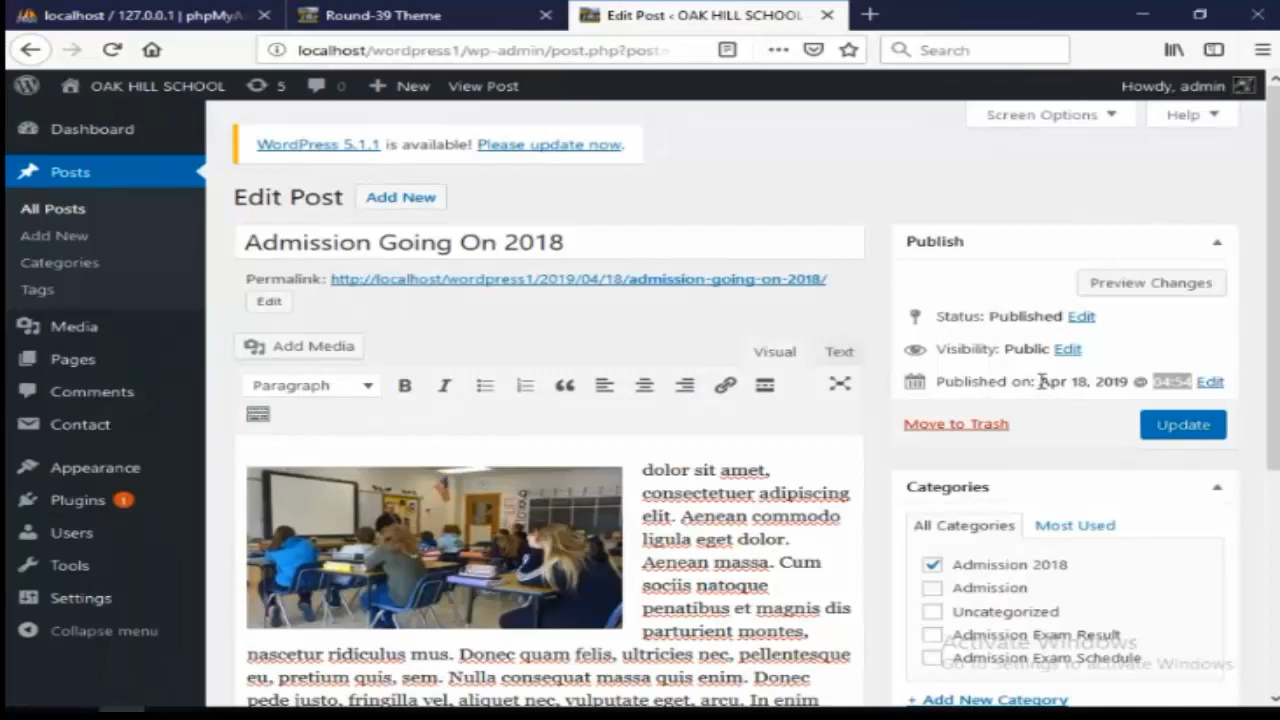 localhost / 127.0.0.1 | phpMyA
Round-39 Theme
Edit Post ‹ OAK HILL SCHOOL
localhost/wordpress1/wp-admin/post.php?post=
Search
OAK HILL SCHOOL
5
0
New
View Post
Howdy, admin
Screen Options
Help
Dashboard
Posts
All Posts
Add New
Categories
Tags
Media
Pages
Comments
Contact
Appearance
Plugins 1
Users
Tools
Settings
Collapse menu
WordPress 5.1.1 is available! Please update now.
Edit Post
Add New
Admission Going On 2018
Permalink: http://localhost/wordpress1/2019/04/18/admission-going-on-2018/
Edit
Add Media
Visual
Text
Paragraph
dolor sit amet,
consectetuer adipiscing
elit. Aenean commodo
ligula eget dolor.
Aenean massa. Cum
sociis natoque
penatibus et magnis dis
parturient montes,
nascetur ridiculus mus. Donec quam felis, ultricies nec, pellentesque
eu, pretium quis, sem. Nulla consequat massa quis enim. Donec
pede justo, fringilla vel, aliquet nec, vulputate eget, arcu. In enim
Publish
Preview Changes
Status: Published Edit
Visibility: Public Edit
Published on: Apr 18, 2019 @ 04:54 Edit
Move to Trash
Update
Categories
All Categories
Most Used
Admission 2018
Admission
Uncategorized
Admission Exam Result
Admission Exam Schedule
+ Add New Category
Activate Windows
Go to Settings to activate Windows.